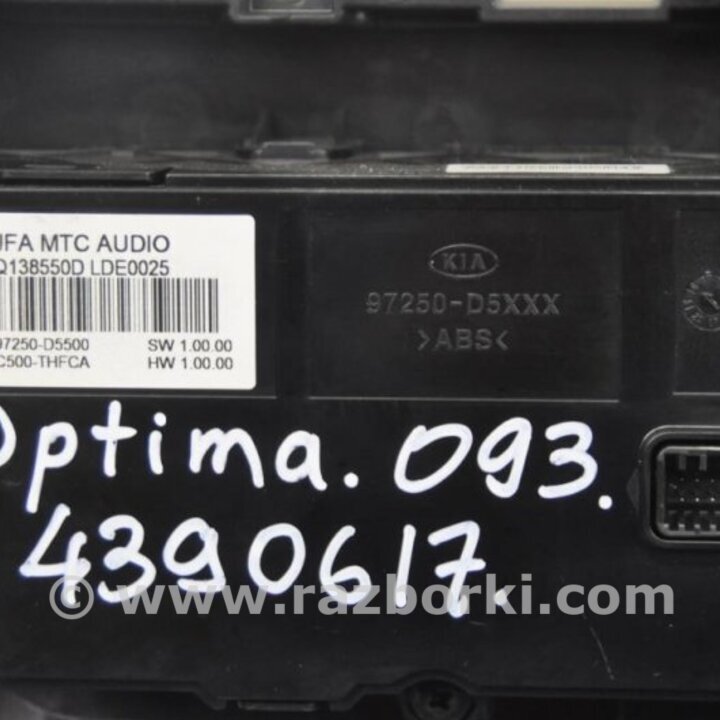 JFA MTC AUDIO
Q138550D LDE0025
97250-D5500 SW 1.00.00
C500-THFCA HW 1.00.00
KIA
97250-D5XXX
>ABS<
Optima. 093.
4390617.
© www.razborki.com